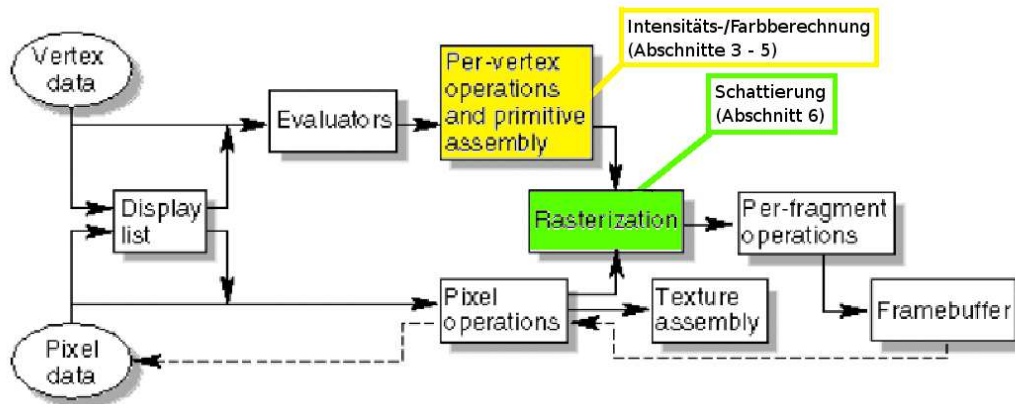 Intensitäts-/Farbberechnung
(Abschnitte 3 - 5)
Vertex
data
Per-vertex
operations
and primitive
assembly
Schattierung
(Abschnitt 6)
Evaluators
Display
list
Rasterization
Per-fragment
operations
Pixel
operations
Texture
assembly
Framebuffer
Pixel
data